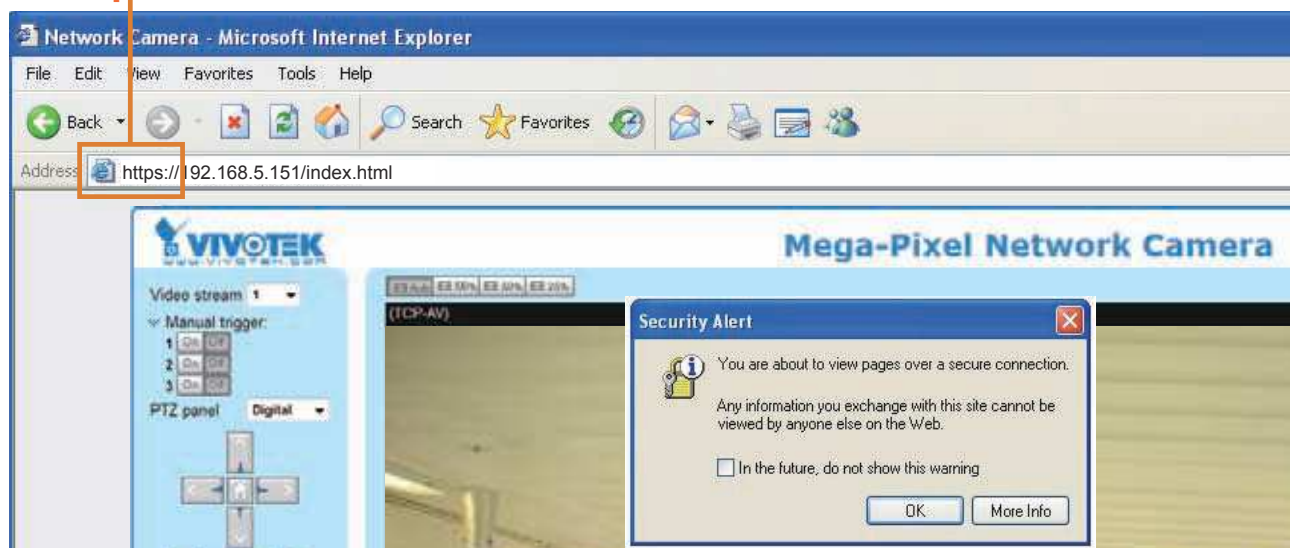 Network Camera - Microsoft Internet Explorer
File Edit View Favorites Tools Help
Back Search Favorites
Address https://192.168.5.151/index.html
VIVOTEK
www.vivotek.com
Mega-Pixel Network Camera
Video stream 1
Manual trigger:
1 On Off
2 On Off
3 On Off
PTZ panel Digital
(TCP-AV)
Security Alert
You are about to view pages over a secure connection.
Any information you exchange with this site cannot be
viewed by anyone else on the Web.
In the future, do not show this warning
OK More Info